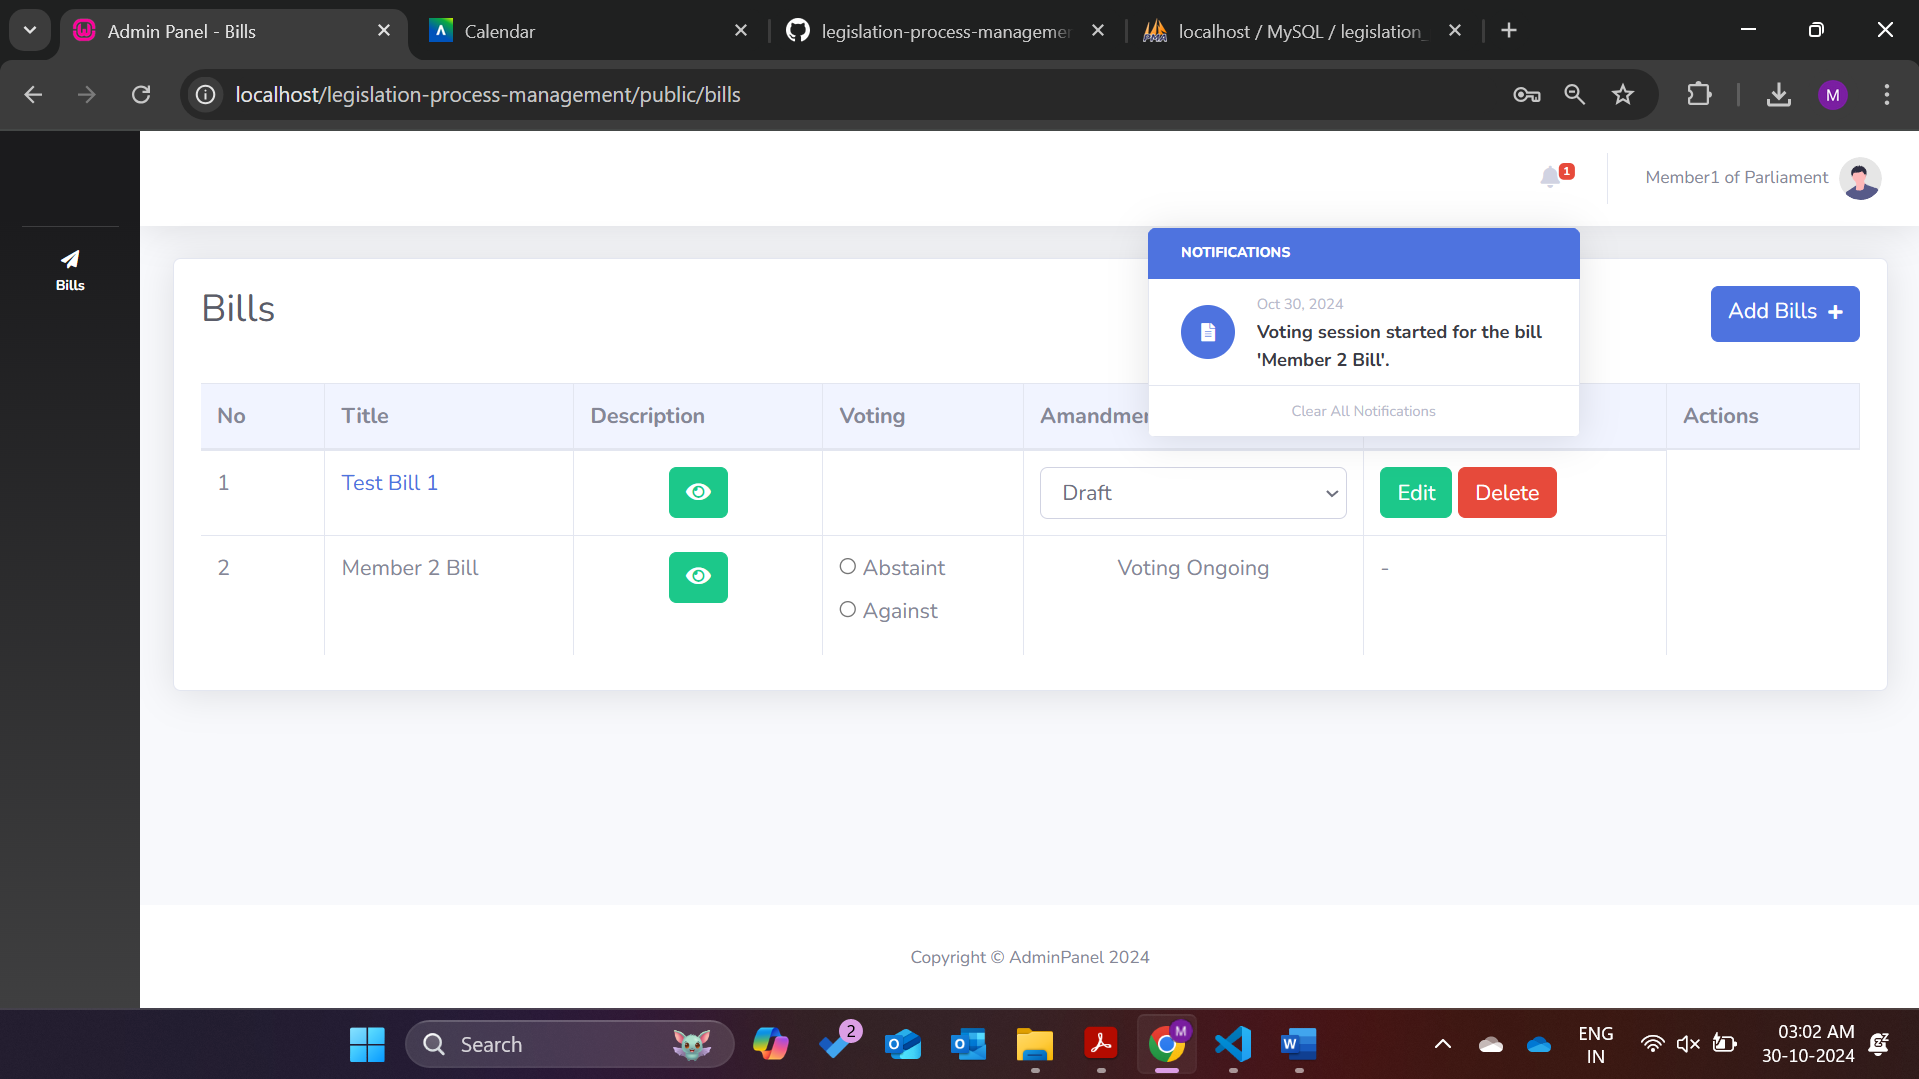 Admin Panel - Bills
Calendar
legislation-process-managemen
localhost / MySQL / legislation_
localhost/legislation-process-management/public/bills
M
1
Member1 of Parliament
Bills
NOTIFICATIONS
Oct 30, 2024
Voting session started for the bill
'Member 2 Bill'.
Clear All Notifications
Bills
Add Bills +
No Title Description Voting Amandmen Actions
1 Test Bill 1 Draft Edit Delete
2 Member 2 Bill Abstaint Voting Ongoing -
Against
Copyright © AdminPanel 2024
Search
2
M
ENG
IN
03:02 AM
30-10-2024